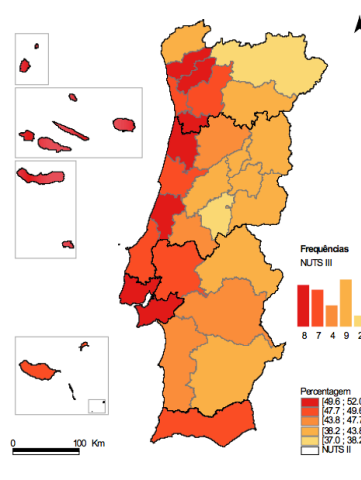 Frequências
NUTS III
8 7 4 9 2
Percentagem
[49.6 ; 52.0
[47.7 ; 49.6
[43.8 ; 47.7
[38.2 ; 43.8
[37.0 ; 38.2
NUTS II
0 100 Km